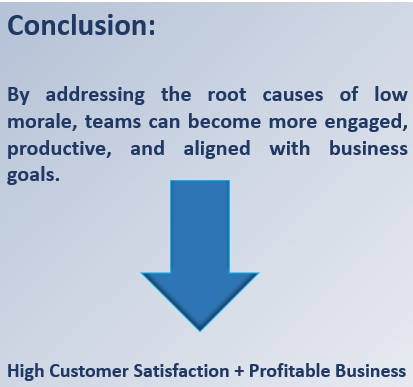 Conclusion:
By addressing the root causes of low
morale, teams can become more engaged,
productive, and aligned with business
goals.
High Customer Satisfaction + Profitable Business